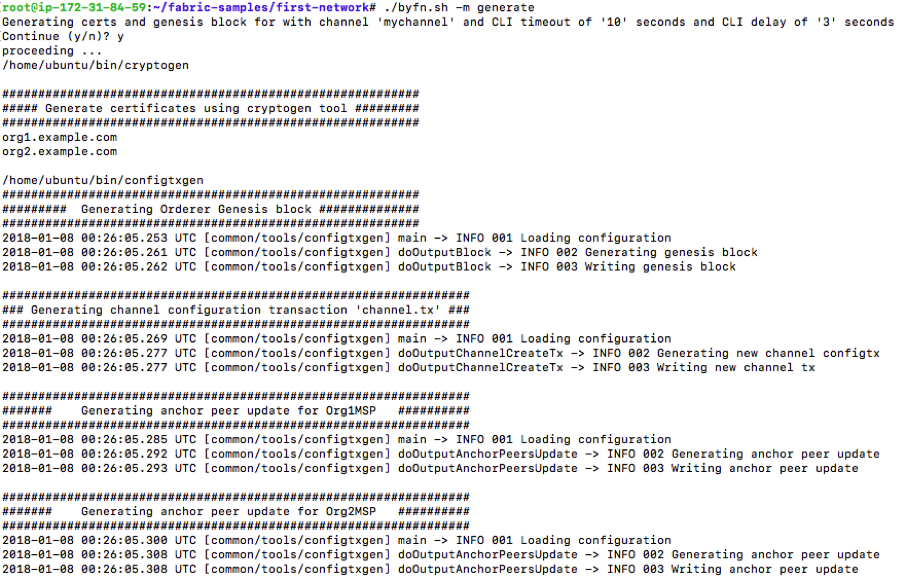 root@ip-172-31-84-59:~/fabric-samples/first-network# ./byfn.sh -m generate
Generating certs and genesis block for with channel 'mychannel' and CLI timeout of '10' seconds and CLI delay of '3' seconds
Continue (y/n)? y
proceeding ...
/home/ubuntu/bin/cryptogen
##########################################################
##### Generate certificates using cryptogen tool #########
##########################################################
org1.example.com
org2.example.com
/home/ubuntu/bin/configtxgen
##########################################################
#########  Generating Orderer Genesis block ##############
##########################################################
2018-01-08 00:26:05.253 UTC [common/tools/configtxgen] main -> INFO 001 Loading configuration
2018-01-08 00:26:05.261 UTC [common/tools/configtxgen] doOutputBlock -> INFO 002 Generating genesis block
2018-01-08 00:26:05.262 UTC [common/tools/configtxgen] doOutputBlock -> INFO 003 Writing genesis block
#################################################################
### Generating channel configuration transaction 'channel.tx' ###
#################################################################
2018-01-08 00:26:05.269 UTC [common/tools/configtxgen] main -> INFO 001 Loading configuration
2018-01-08 00:26:05.277 UTC [common/tools/configtxgen] doOutputChannelCreateTx -> INFO 002 Generating new channel configtx
2018-01-08 00:26:05.277 UTC [common/tools/configtxgen] doOutputChannelCreateTx -> INFO 003 Writing new channel tx
#################################################################
#######    Generating anchor peer update for Org1MSP   ##########
#################################################################
2018-01-08 00:26:05.285 UTC [common/tools/configtxgen] main -> INFO 001 Loading configuration
2018-01-08 00:26:05.292 UTC [common/tools/configtxgen] doOutputAnchorPeersUpdate -> INFO 002 Generating anchor peer update
2018-01-08 00:26:05.293 UTC [common/tools/configtxgen] doOutputAnchorPeersUpdate -> INFO 003 Writing anchor peer update
#################################################################
#######    Generating anchor peer update for Org2MSP   ##########
#################################################################
2018-01-08 00:26:05.300 UTC [common/tools/configtxgen] main -> INFO 001 Loading configuration
2018-01-08 00:26:05.308 UTC [common/tools/configtxgen] doOutputAnchorPeersUpdate -> INFO 002 Generating anchor peer update
2018-01-08 00:26:05.308 UTC [common/tools/configtxgen] doOutputAnchorPeersUpdate -> INFO 003 Writing anchor peer update